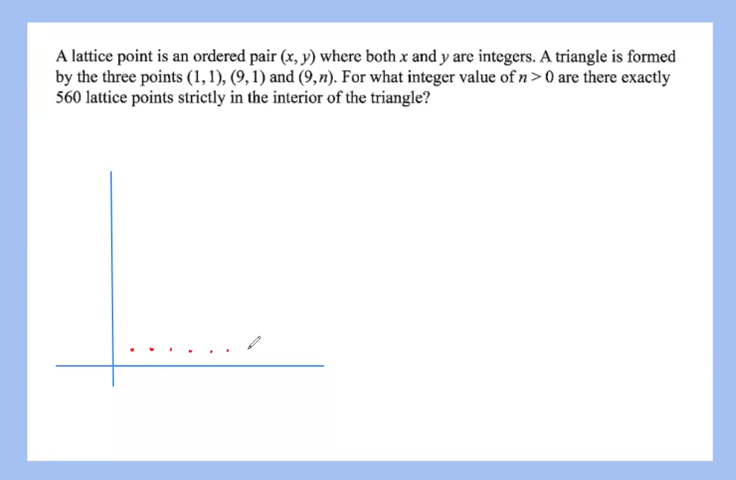 A lattice point is an ordered pair (x, y) where both x and y are integers. A triangle is formed
by the three points (1, 1), (9, 1) and (9, n). For what integer value of n > 0 are there exactly
560 lattice points strictly in the interior of the triangle?